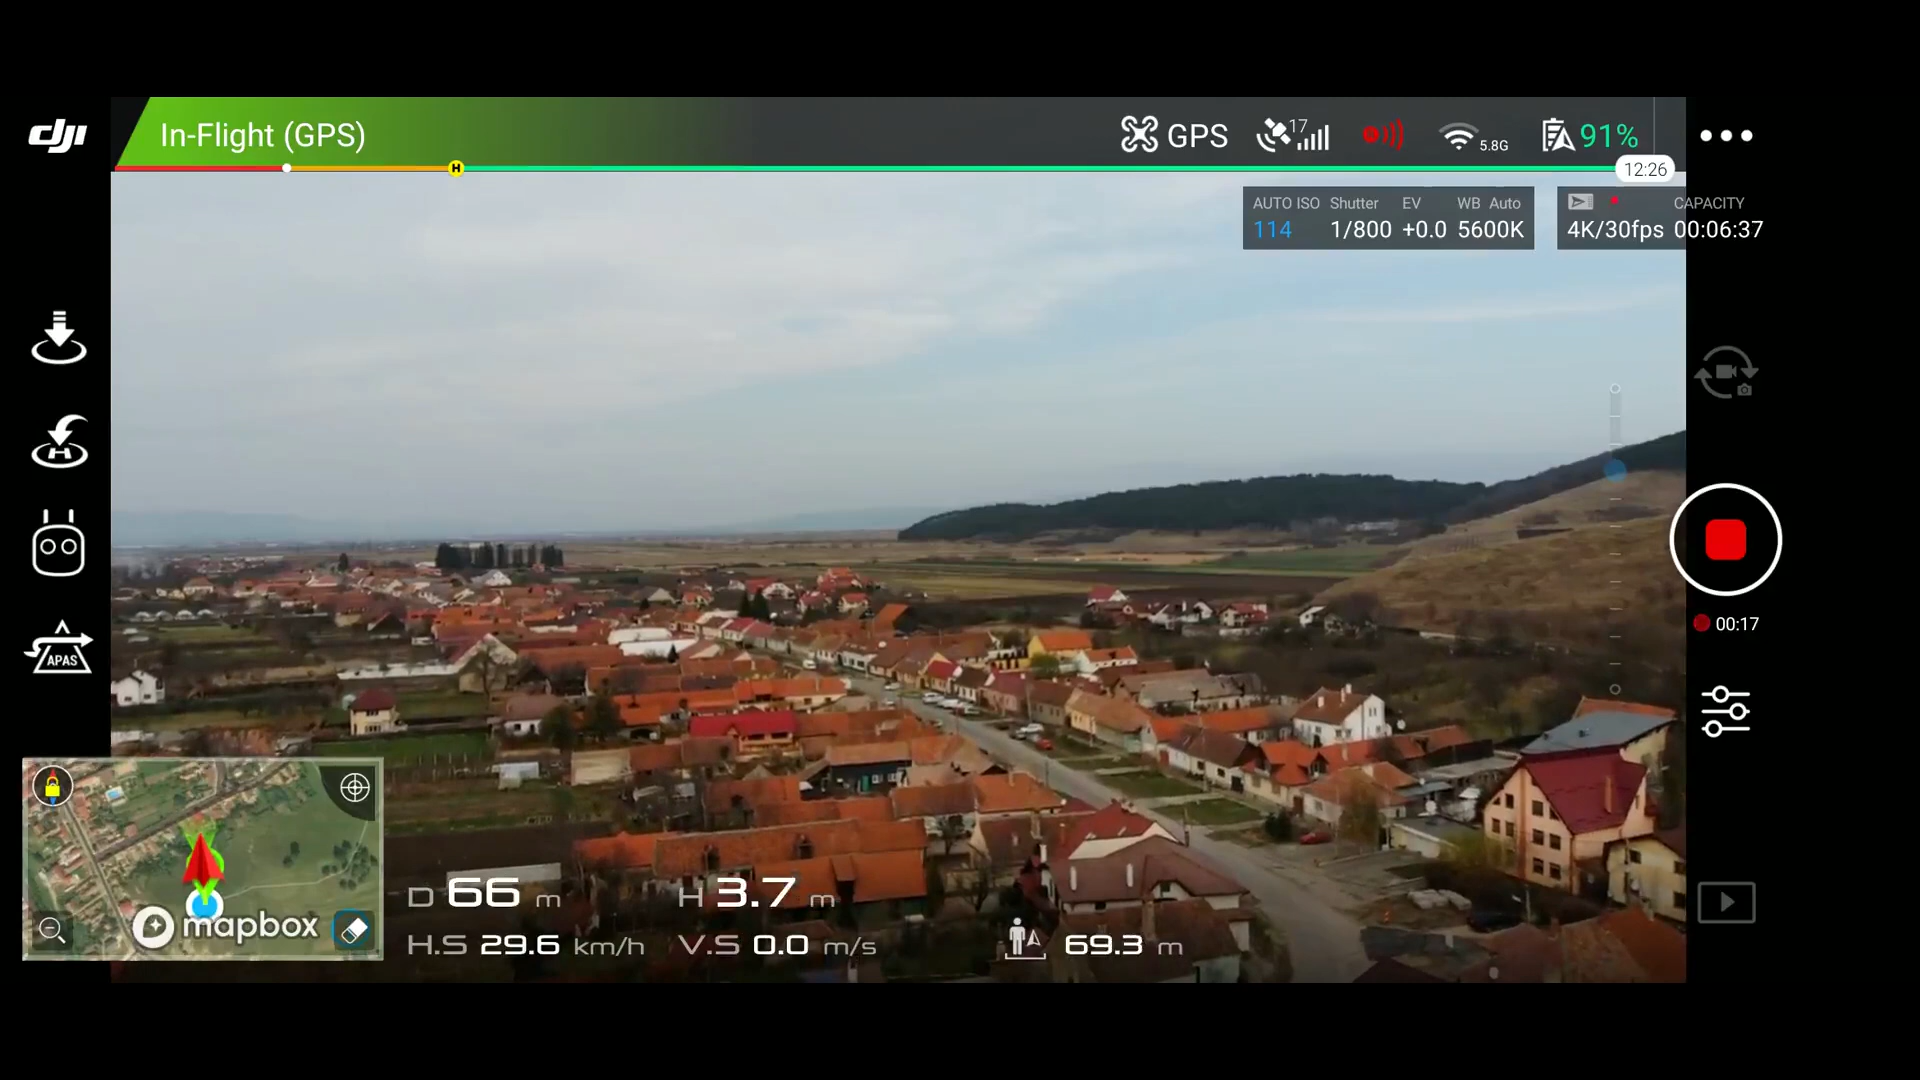 dji
In-Flight (GPS)
GPS
17
5.8G
91%
12:26
AUTO ISO Shutter EV WB Auto
114 1/800 +0.0 5600K
CAPACITY
4K/30fps 00:06:37
H
APAS
00:17
mapbox
D 66 m H 3.7 m
H.S 29.6 km/h V.S 0.0 m/s 69.3 m